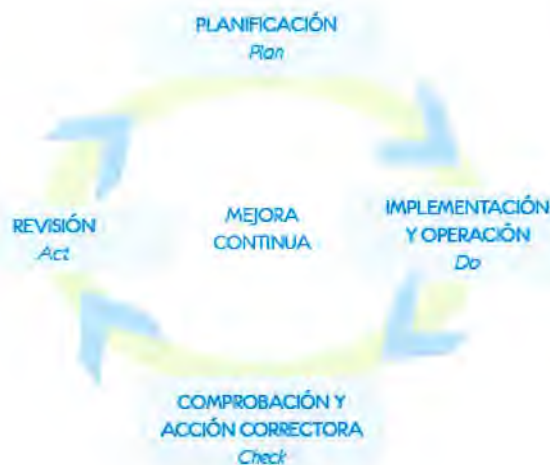 PLANIFICACIÓN
Plan
IMPLEMENTACIÓN
Y OPERACIÓN
Do
COMPROBACIÓN Y
ACCIÓN CORRECTORA
Check
REVISIÓN
Act
MEJORA
CONTINUA